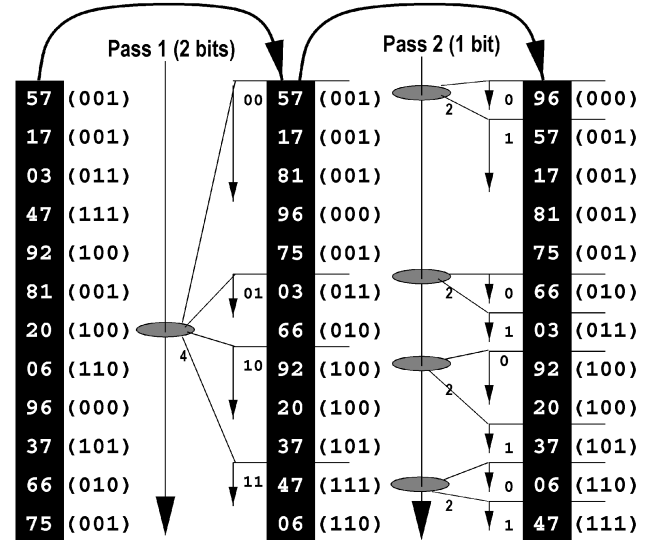 Pass 1 (2 bits)
Pass 2 (1 bit)
57 (001) 00 57 (001) 2 0 96 (000)
17 (001) 17 (001) 1 57 (001)
03 (011) 81 (001) 17 (001)
47 (111) 96 (000) 81 (001)
92 (100) 75 (001) 75 (001)
81 (001) 01 03 (011) 2 0 66 (010)
20 (100) 4 66 (010) 1 03 (011)
06 (110) 10 92 (100) 2 0 92 (100)
96 (000) 20 (100) 20 (100)
37 (101) 37 (101) 1 37 (101)
66 (010) 11 47 (111) 2 0 06 (110)
75 (001) 06 (110) 1 47 (111)